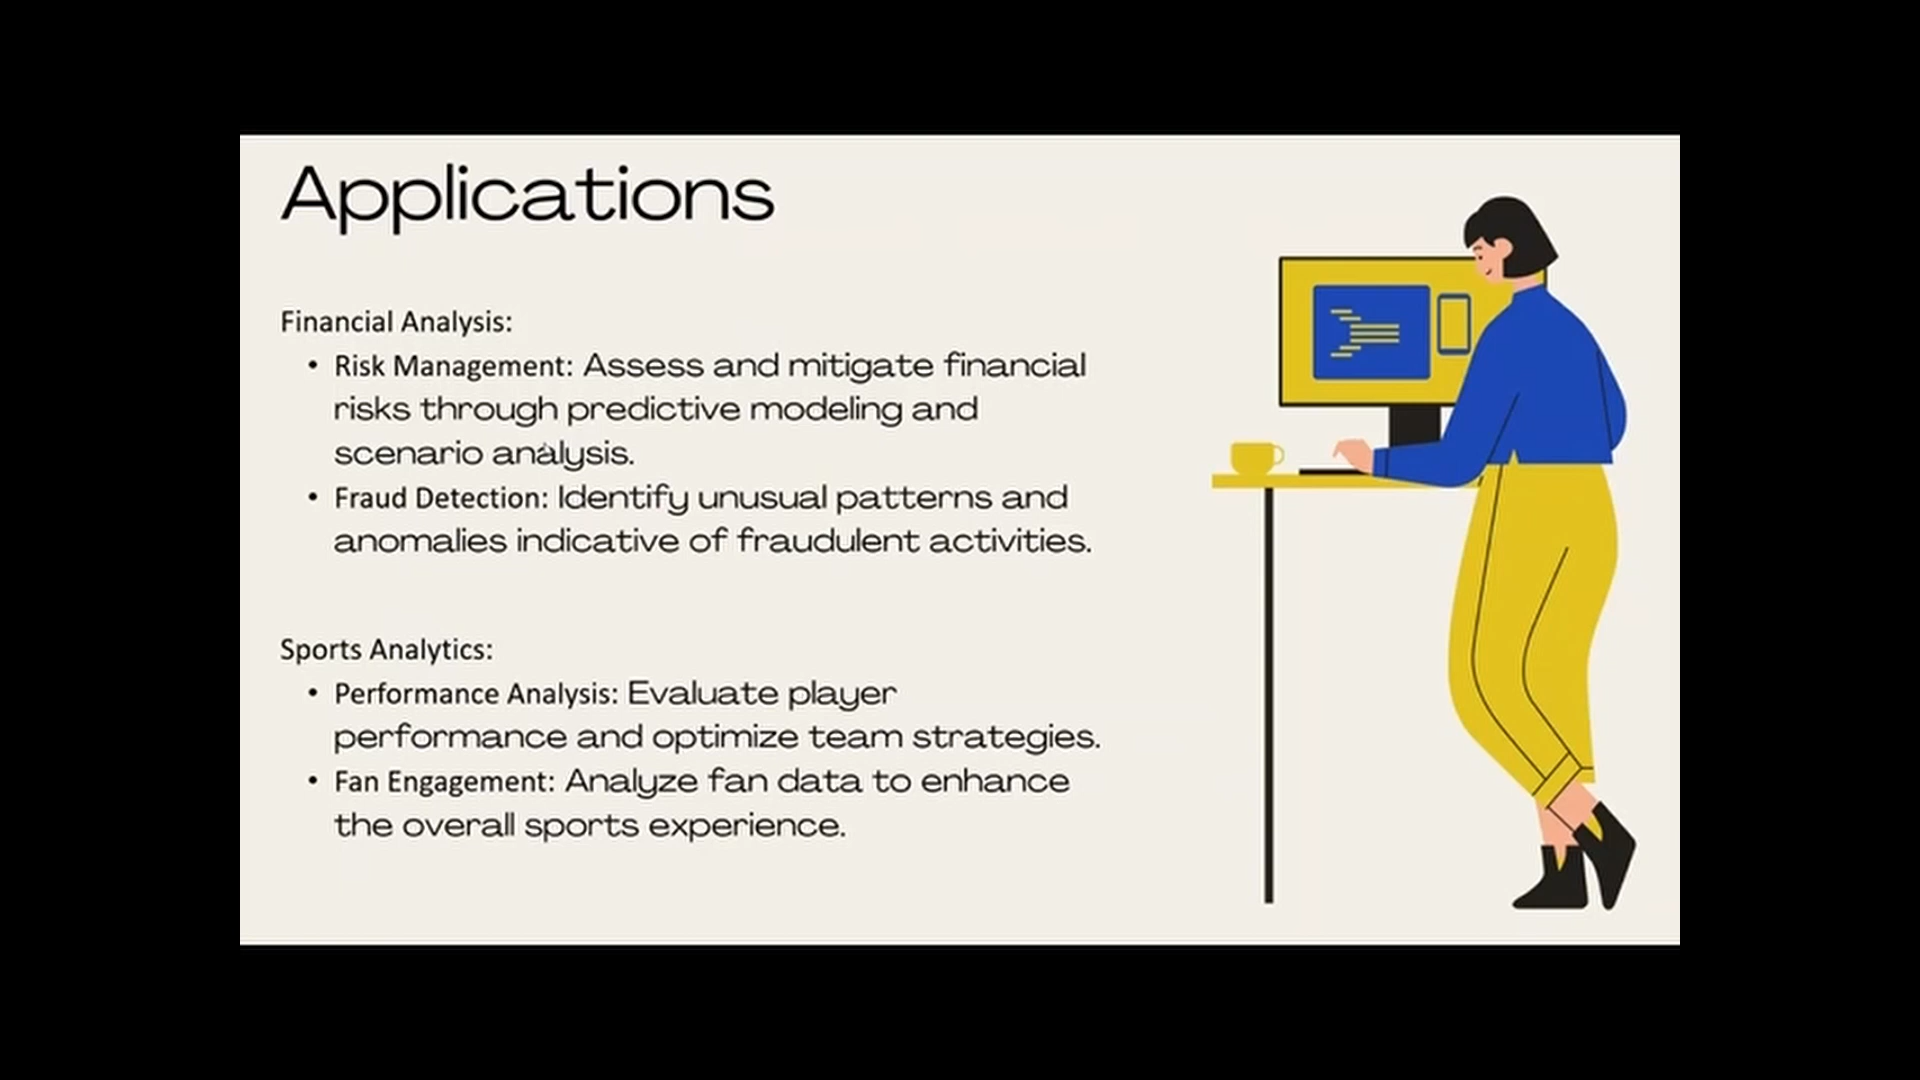 Applications
Financial Analysis:
• Risk Management: Assess and mitigate financial
risks through predictive modeling and
scenario analysis.
• Fraud Detection: Identify unusual patterns and
anomalies indicative of fraudulent activities.
Sports Analytics:
• Performance Analysis: Evaluate player
performance and optimize team strategies.
• Fan Engagement: Analyze fan data to enhance
the overall sports experience.